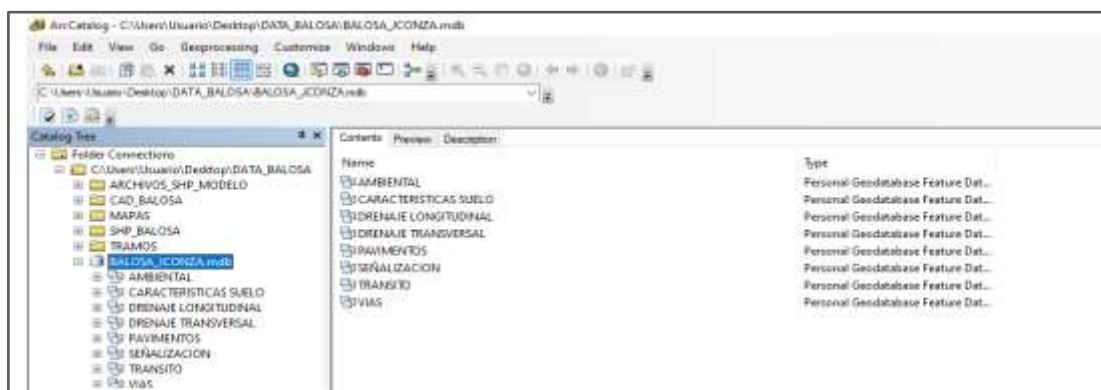 ArcCatalog - C:\Users\Usuario\Desktop\DATA_BALOSA\BALOSA_JCONZA.mdb
File Edit View Go Geoprocessing Customize Windows Help
C:\Users\Usuario\Desktop\DATA_BALOSA\BALOSA_JCONZA.mdb
Catalog Tree
Folder Connections
C:\Users\Usuario\Desktop\DATA_BALOSA
ARCHIVOS_SHP_MODELO
CAD_BALOSA
MAPAS
SHP_BALOSA
TRAMOS
BALOSA_JCONZA.mdb
AMBIENTAL
CARACTERISTICAS SUELO
DRENAJE LONGITUDINAL
DRENAJE TRANSVERSAL
PAVIMENTOS
SEÑALIZACION
TRANSITO
VIAS
Contents Preview Description
Name Type
AMBIENTAL Personal Geodatabase Feature Dat...
CARACTERISTICAS SUELO Personal Geodatabase Feature Dat...
DRENAJE LONGITUDINAL Personal Geodatabase Feature Dat...
DRENAJE TRANSVERSAL Personal Geodatabase Feature Dat...
PAVIMENTOS Personal Geodatabase Feature Dat...
SEÑALIZACION Personal Geodatabase Feature Dat...
TRANSITO Personal Geodatabase Feature Dat...
VIAS Personal Geodatabase Feature Dat...